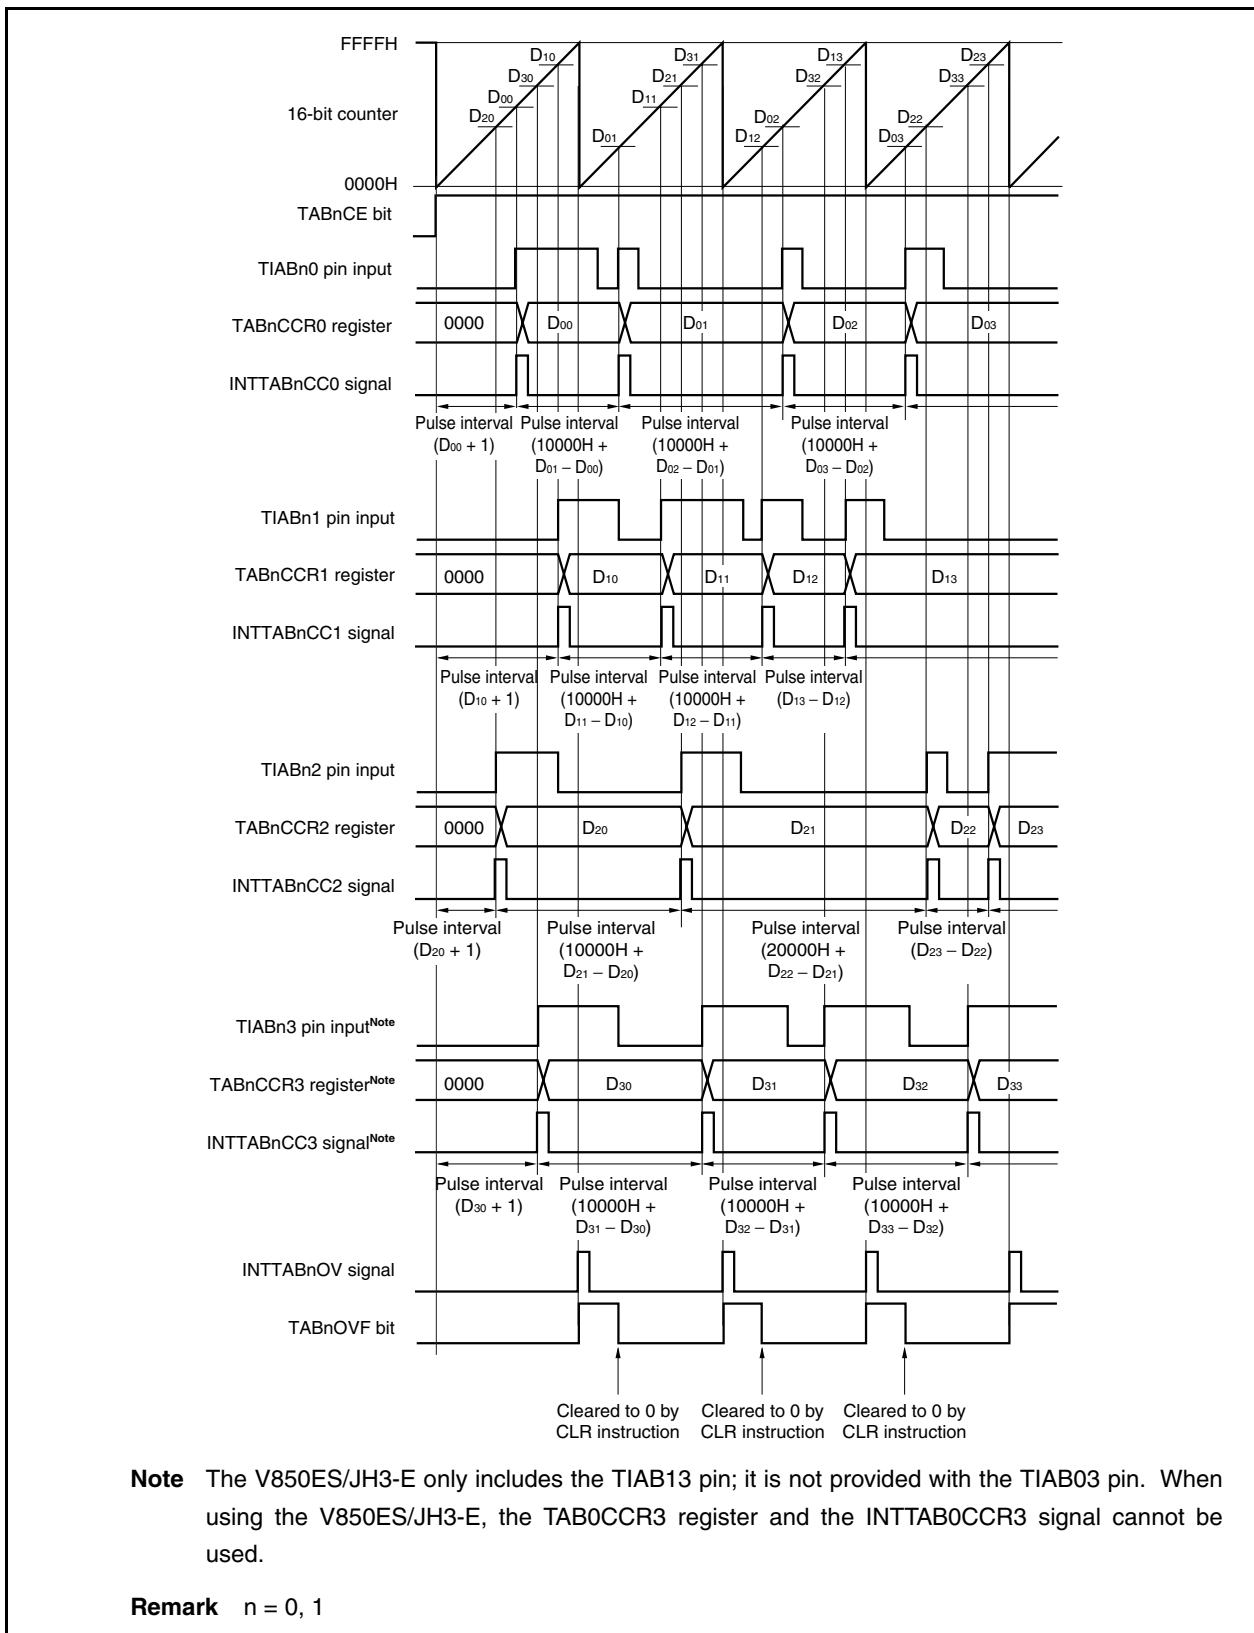 FFFFH
D10
D31
D13
D23
D30
D21
D32
D33
D00
D11
16-bit counter
D20
D02
D22
D01
D12
D03
0000H
TABnCE bit
TIABn0 pin input
TABnCCR0 register
0000
D00
D01
D02
D03
INTTABnCC0 signal
Pulse interval
(D00 + 1)
Pulse interval
(10000H +
D01 – D00)
Pulse interval
(10000H +
D02 – D01)
Pulse interval
(10000H +
D03 – D02)
TIABn1 pin input
TABnCCR1 register
0000
D10
D11
D12
D13
INTTABnCC1 signal
Pulse interval
(D10 + 1)
Pulse interval
(10000H +
D11 – D10)
Pulse interval
(10000H +
D12 – D11)
Pulse interval
(D13 – D12)
TIABn2 pin input
TABnCCR2 register
0000
D20
D21
D22
D23
INTTABnCC2 signal
Pulse interval
(D20 + 1)
Pulse interval
(10000H +
D21 – D20)
Pulse interval
(20000H +
D22 – D21)
Pulse interval
(D23 – D22)
TIABn3 pin inputNote
TABnCCR3 registerNote
0000
D30
D31
D32
D33
INTTABnCC3 signalNote
Pulse interval
(D30 + 1)
Pulse interval
(10000H +
D31 – D30)
Pulse interval
(10000H +
D32 – D31)
Pulse interval
(10000H +
D33 – D32)
INTTABnOV signal
TABnOVF bit
Cleared to 0 by
CLR instruction
Cleared to 0 by
CLR instruction
Cleared to 0 by
CLR instruction
Note The V850ES/JH3-E only includes the TIAB13 pin; it is not provided with the TIAB03 pin. When
using the V850ES/JH3-E, the TAB0CCR3 register and the INTTAB0CCR3 signal cannot be
used.
Remark n = 0, 1